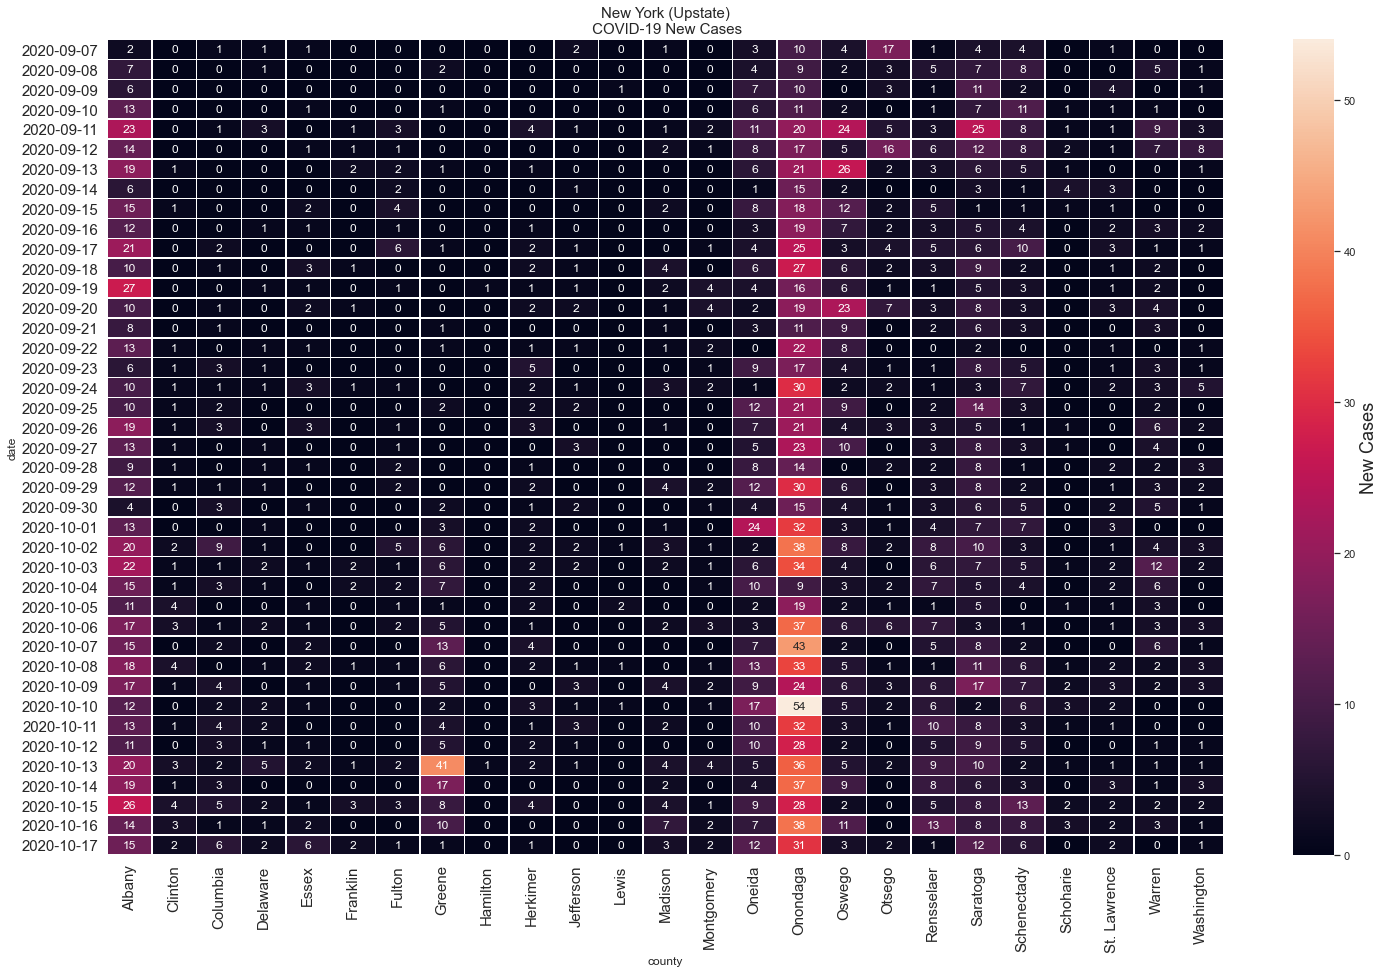 New York (Upstate)
COVID-19 New Cases
2020-09-07 2 0 1 1 1 0 0 0 0 0 2 0 1 0 3 10 4 17 1 4 4 0 1 0 0
2020-09-08 7 0 0 1 0 0 0 2 0 0 0 0 0 0 4 9 2 3 5 7 8 0 0 5 1
2020-09-09 6 0 0 0 0 0 0 0 0 0 0 1 0 0 7 10 0 3 1 11 2 0 4 0 1
2020-09-10 13 0 0 0 1 0 0 1 0 0 0 0 0 0 6 11 2 0 1 7 11 1 1 1 0
2020-09-11 23 0 1 3 0 1 3 0 0 4 1 0 1 2 11 20 24 5 3 25 8 1 1 9 3
2020-09-12 14 0 0 0 1 1 1 0 0 0 0 0 2 1 8 17 5 16 6 12 8 2 1 7 8
2020-09-13 19 1 0 0 0 2 2 1 0 1 0 0 0 0 6 21 26 2 3 6 5 1 0 0 1
2020-09-14 6 0 0 0 0 0 2 0 0 0 1 0 0 0 1 15 2 0 0 3 1 4 3 0 0
2020-09-15 15 1 0 0 2 0 4 0 0 0 0 0 2 0 8 18 12 2 5 1 1 1 1 0 0
2020-09-16 12 0 0 1 1 0 1 0 0 1 0 0 0 0 3 19 7 2 3 5 4 0 2 3 2
2020-09-17 21 0 2 0 0 0 6 1 0 2 1 0 0 1 4 25 3 4 5 6 10 0 3 1 1
2020-09-18 10 0 1 0 3 1 0 0 0 2 1 0 4 0 6 27 6 2 3 9 2 0 1 2 0
2020-09-19 27 0 0 1 1 0 1 0 1 1 1 0 2 4 4 16 6 1 1 5 3 0 1 2 0
2020-09-20 10 0 1 0 2 1 0 0 0 2 2 0 1 4 2 19 23 7 3 8 3 0 3 4 0
2020-09-21 8 0 1 0 0 0 0 1 0 0 0 0 1 0 3 11 9 0 2 6 3 0 0 3 0
2020-09-22 13 1 0 1 1 0 0 1 0 1 1 0 1 2 0 22 8 0 0 2 0 0 1 0 1
2020-09-23 6 1 3 1 0 0 0 0 0 5 0 0 0 1 9 17 4 1 1 8 5 0 1 3 1
2020-09-24 10 1 1 1 3 1 1 0 0 2 1 0 3 2 1 30 2 2 1 3 7 0 2 3 5
2020-09-25 10 1 2 0 0 0 0 2 0 2 2 0 0 0 12 21 9 0 2 14 3 0 0 2 0
2020-09-26 19 1 3 0 3 0 1 0 0 3 0 0 1 0 7 21 4 3 3 5 1 1 0 6 2
2020-09-27 13 1 0 1 0 0 1 0 0 0 3 0 0 0 5 23 10 0 3 8 3 1 0 4 0
2020-09-28 9 1 0 1 1 0 2 0 0 1 0 0 0 0 8 14 0 2 2 8 1 0 2 2 3
2020-09-29 12 1 1 1 0 0 2 0 0 0 0 0 4 2 12 30 6 0 3 8 2 0 1 3 2
2020-09-30 4 0 3 0 1 0 0 2 0 1 2 0 0 1 4 15 4 1 3 6 5 0 2 5 1
2020-10-01 13 0 0 1 0 0 0 3 0 2 0 0 1 0 24 32 3 1 4 7 7 0 3 0 0
2020-10-02 20 2 9 1 0 0 5 6 0 2 2 1 3 1 2 38 8 2 8 10 3 0 1 4 3
2020-10-03 22 1 1 2 1 2 1 6 0 2 2 0 2 1 6 34 4 0 6 7 5 1 2 12 2
2020-10-04 15 1 3 1 0 2 2 7 0 2 0 0 1 0 10 9 3 2 7 5 4 0 2 6 0
2020-10-05 11 4 0 0 1 0 1 1 0 2 0 2 0 0 2 19 2 1 1 5 0 1 1 3 0
2020-10-06 17 3 1 2 1 0 2 5 0 1 0 0 2 3 3 37 6 6 7 3 1 0 1 3 3
2020-10-07 15 0 2 0 2 0 0 13 0 4 0 0 0 0 7 43 2 0 5 8 2 0 0 6 1
2020-10-08 18 4 0 1 2 1 1 6 0 2 1 1 0 1 13 33 5 1 1 11 6 1 2 2 3
2020-10-09 17 1 4 0 1 0 1 5 0 0 3 0 4 2 9 24 6 3 6 17 7 2 3 2 3
2020-10-10 12 0 2 2 1 0 0 2 0 3 1 1 0 1 17 54 5 2 6 2 6 3 2 0 0
2020-10-11 13 1 4 2 0 0 0 4 0 1 3 0 2 0 10 32 3 1 10 8 3 1 1 0 0
2020-10-12 11 0 3 1 1 0 0 5 0 2 1 0 0 0 10 28 2 0 5 9 5 0 0 1 1
2020-10-13 20 3 2 5 2 1 2 41 1 2 1 0 4 4 5 36 5 2 9 10 2 1 1 1 1
2020-10-14 19 1 3 0 0 0 0 17 0 0 0 0 2 0 4 37 9 0 8 6 3 0 3 1 3
2020-10-15 26 4 5 2 1 3 3 8 0 4 0 0 4 1 9 28 2 0 5 8 13 2 2 2 2
2020-10-16 14 3 1 1 2 0 0 10 0 0 0 0 7 2 7 38 11 0 13 8 8 3 2 3 1
2020-10-17 15 2 6 2 6 2 1 1 0 1 0 0 3 2 12 31 3 2 1 12 6 0 2 0 1
date
Albany Clinton Columbia Delaware Essex Franklin Fulton Greene Hamilton Herkimer Jefferson Lewis Madison Montgomery Oneida Onondaga Oswego Otsego Rensselaer Saratoga Schenectady Schoharie St. Lawrence Warren Washington
county
50
40
30
20
10
0
New Cases